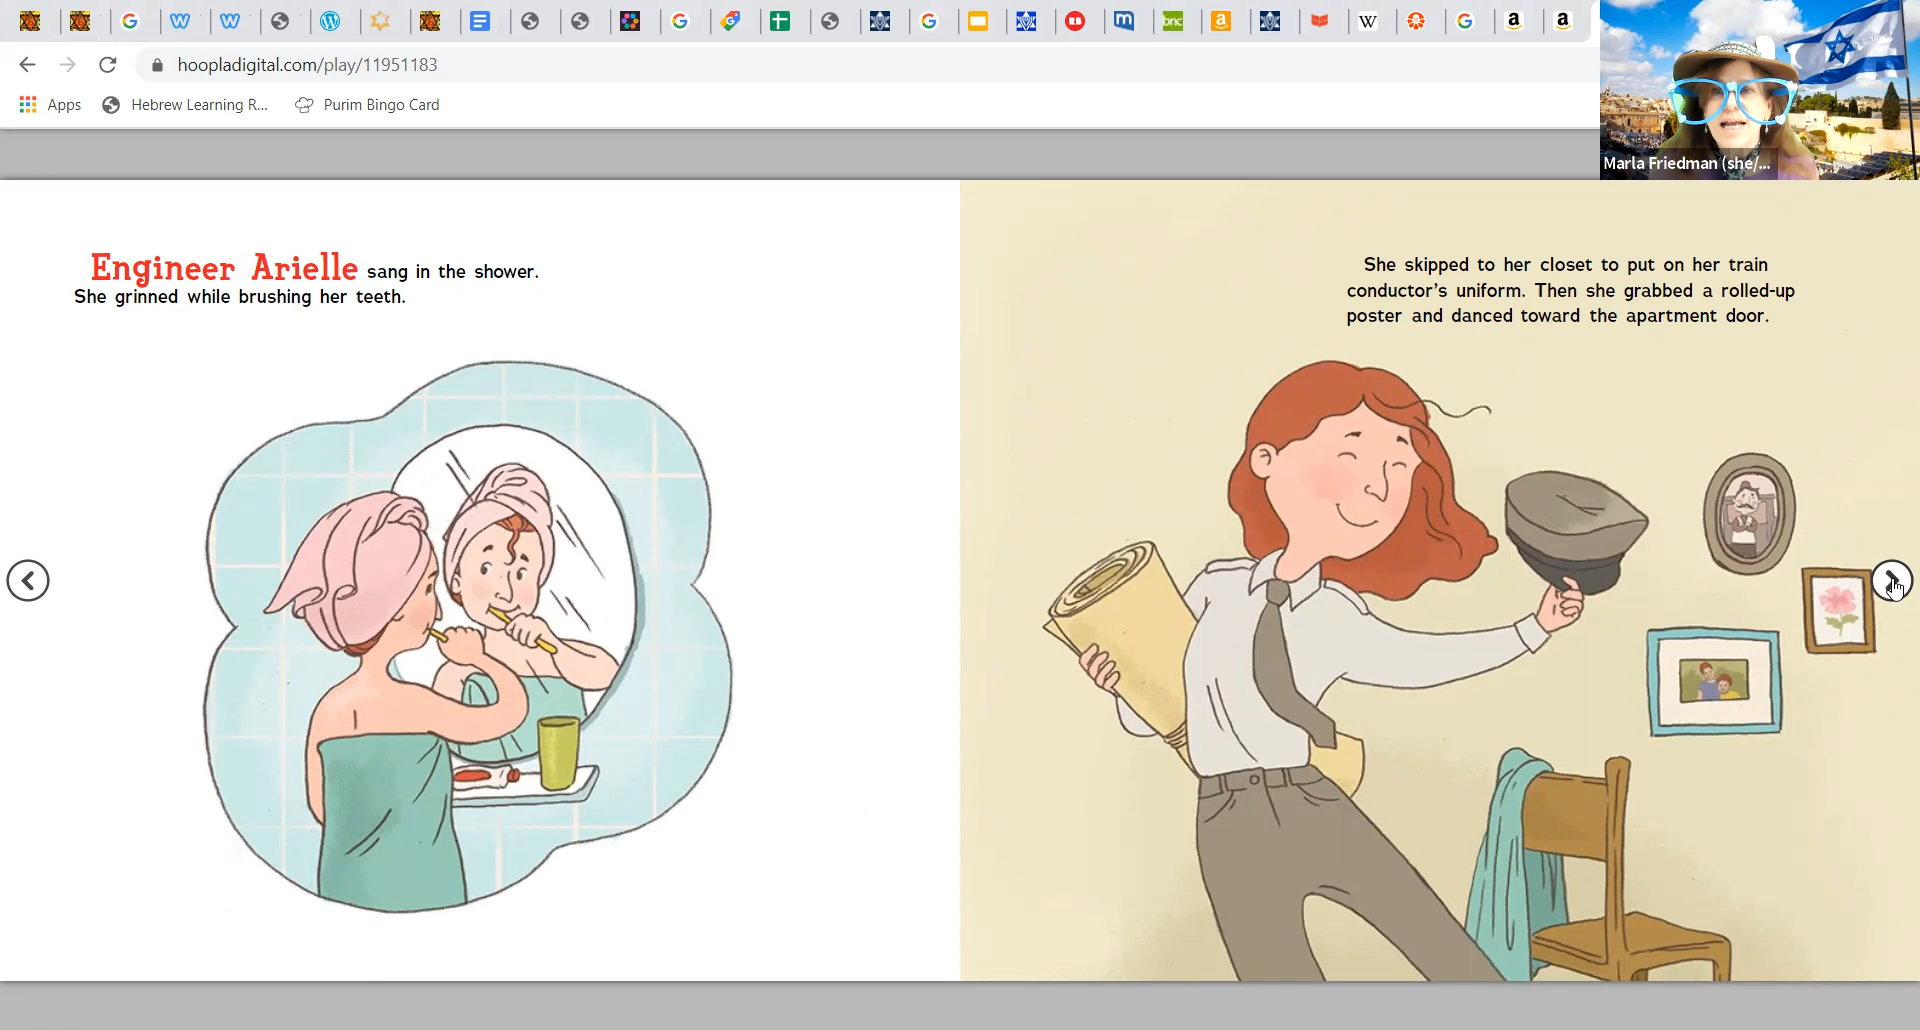 hoopladigital.com/play/11951183
Apps
Hebrew Learning R...
Purim Bingo Card
Marla Friedman (she/...
Engineer Arielle sang in the shower.
She grinned while brushing her teeth.
She skipped to her closet to put on her train
conductor's uniform. Then she grabbed a rolled-up
poster and danced toward the apartment door.